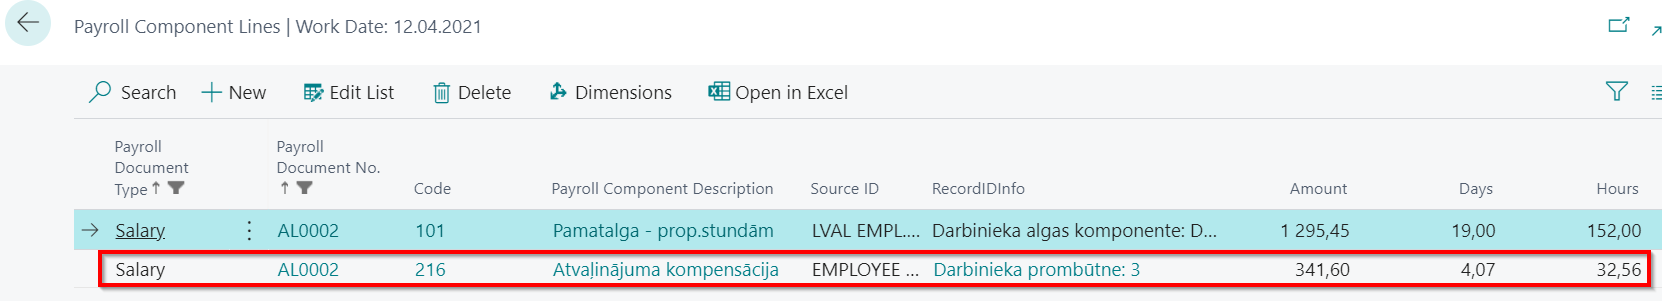 Payroll Component Lines | Work Date: 12.04.2021
Search New Edit List Delete Dimensions Open in Excel
Payroll Document Type↑ Payroll Document No. ↑ Code Payroll Component Description Source ID RecordIDInfo Amount Days Hours
→ Salary ⋮ AL0002 101 Pamatalga - prop.stundām LVAL EMPL.... Darbinieka algas komponente: D... 1 295,45 19,00 152,00
Salary AL0002 216 Atvaļinājuma kompensācija EMPLOYEE ... Darbinieka prombūtne: 3 341,60 4,07 32,56